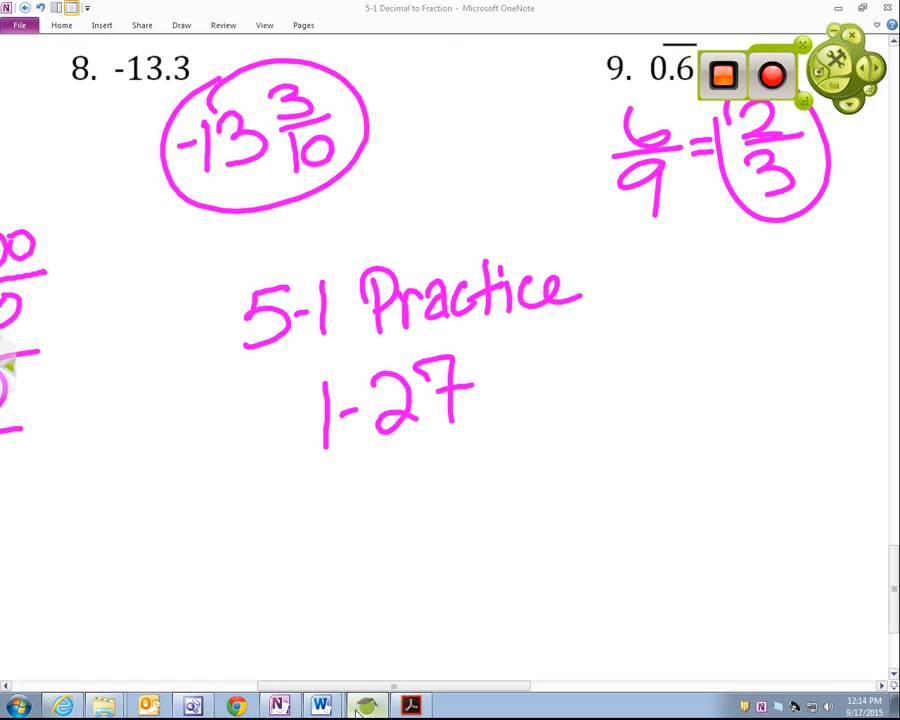 5-1 Decimal to Fraction - Microsoft OneNote
File Home Insert Share Draw Review View Pages
8. -13.3
9. 0.6̅
-13 3/10
6/9 = 2/3
5-1 Practice
1-27
W
12:14 PM
9/17/2015